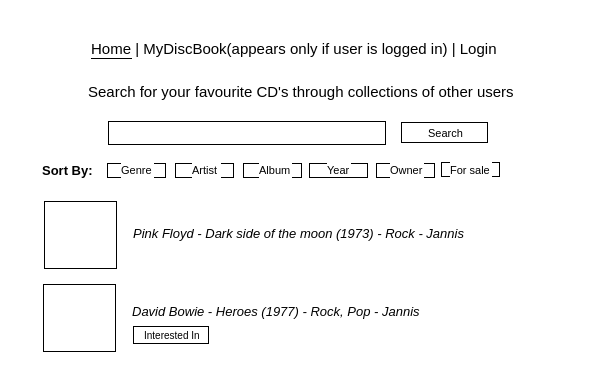 Home | MyDiscBook(appears only if user is logged in) | Login
Search for your favourite CD's through collections of other users
Search
Sort By: Genre Artist Album Year Owner For sale
Pink Floyd - Dark side of the moon (1973) - Rock - Jannis
David Bowie - Heroes (1977) - Rock, Pop - Jannis
Interested In